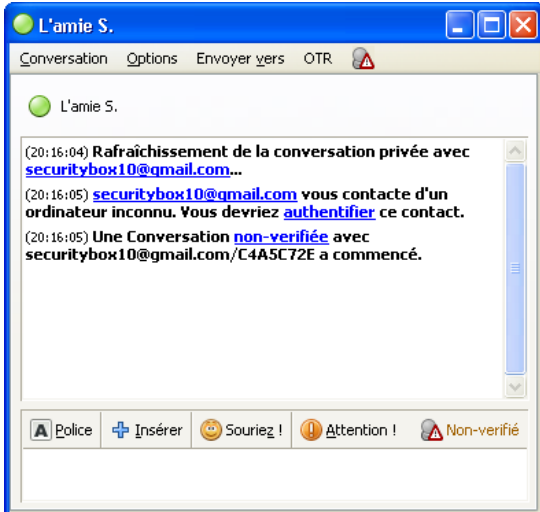 L'amie S.
Conversation Options Envoyer vers OTR
L'amie S.
(20:16:04) Rafraîchissement de la conversation privée avec
securitybox10@gmail.com...
(20:16:05) securitybox10@gmail.com vous contacte d'un
ordinateur inconnu. Vous devriez authentifier ce contact.
(20:16:05) Une Conversation non-verifiée avec
securitybox10@gmail.com/C4A5C72E a commencé.
A Police Insérer Souriez ! Attention ! Non-verifié